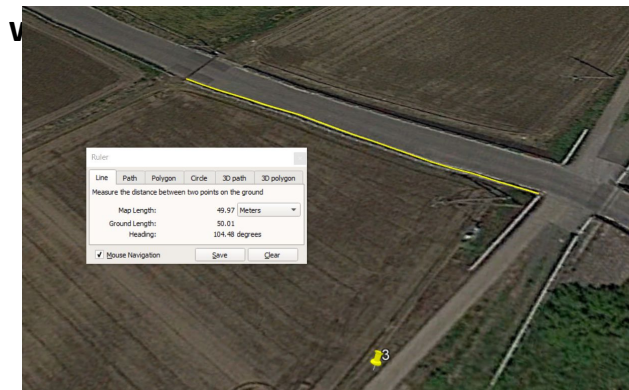 Ruler
Line Path Polygon Circle 3D path 3D polygon
Measure the distance between two points on the ground
Map Length: 49.97 Meters
Ground Length: 50.01
Heading: 104.48 degrees
Mouse Navigation Save Clear
3